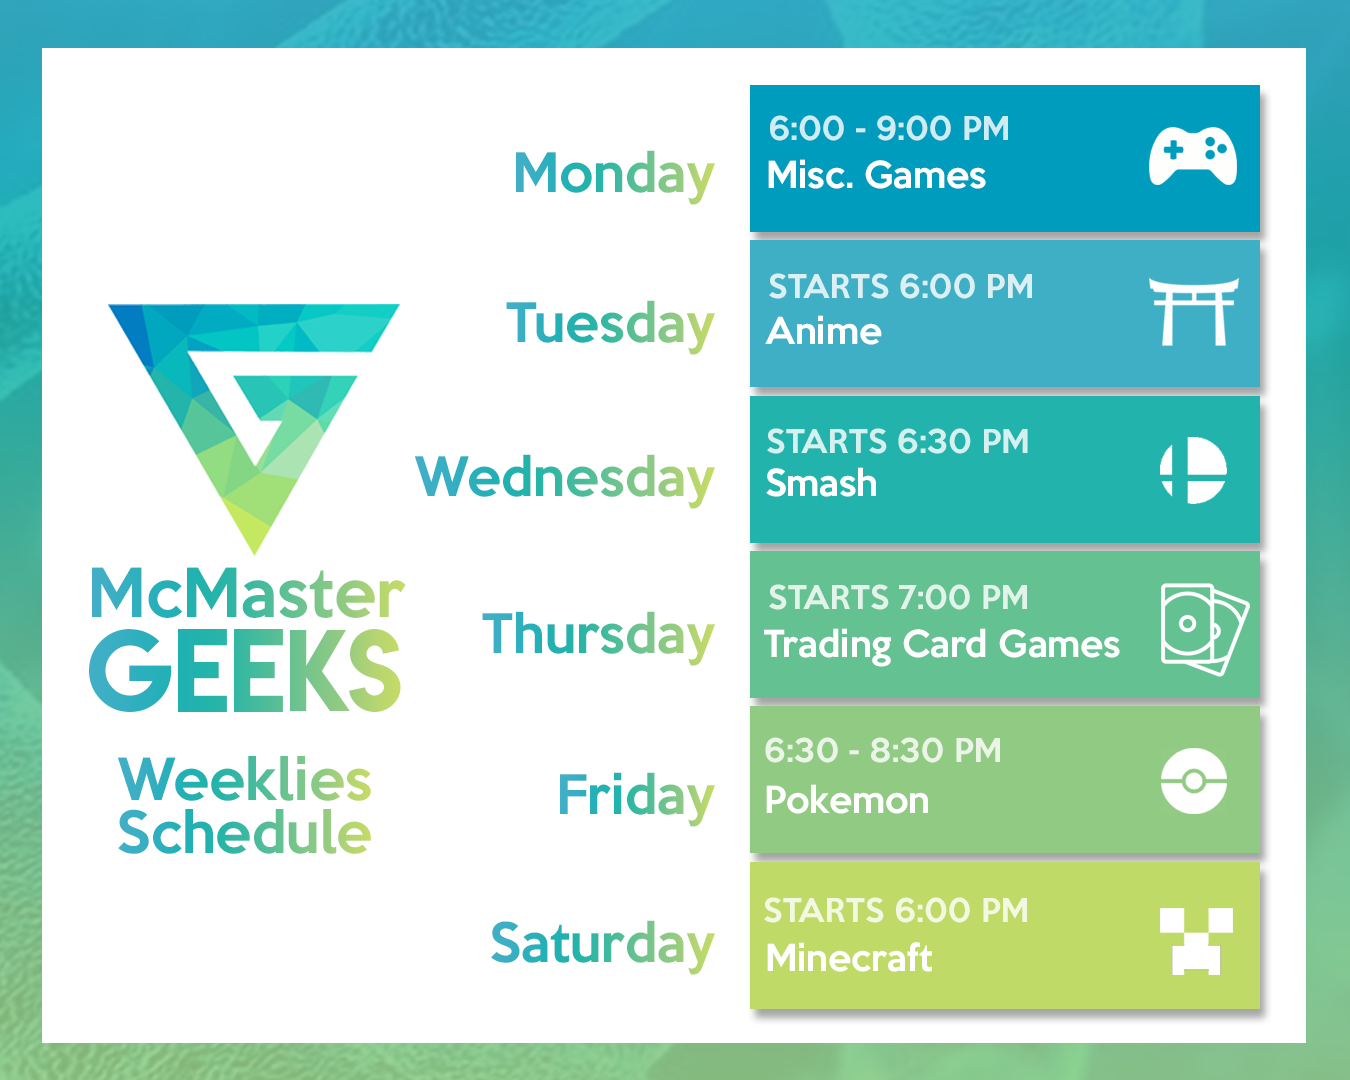 McMaster
GEEKS
Weeklies
Schedule
Monday
6:00 - 9:00 PM
Misc. Games
Tuesday
STARTS 6:00 PM
Anime
Wednesday
STARTS 6:30 PM
Smash
Thursday
STARTS 7:00 PM
Trading Card Games
Friday
6:30 - 8:30 PM
Pokemon
Saturday
STARTS 6:00 PM
Minecraft